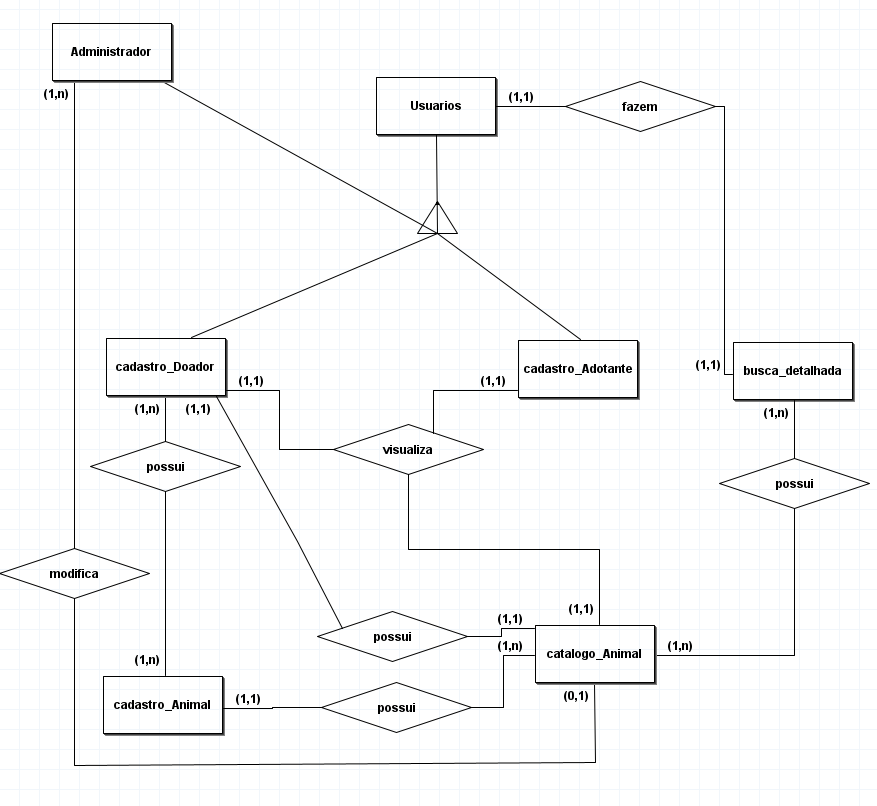 Administrador
(1,n)
Usuarios
(1,1)
fazem
cadastro_Doador
(1,1)
(1,n)
(1,1)
cadastro_Adotante
(1,1)
(1,1)
busca_detalhada
(1,n)
visualiza
possui
possui
modifica
(1,1)
(1,1)
possui
(1,n)
catalogo_Animal
(1,n)
(0,1)
(1,n)
cadastro_Animal
(1,1)
possui